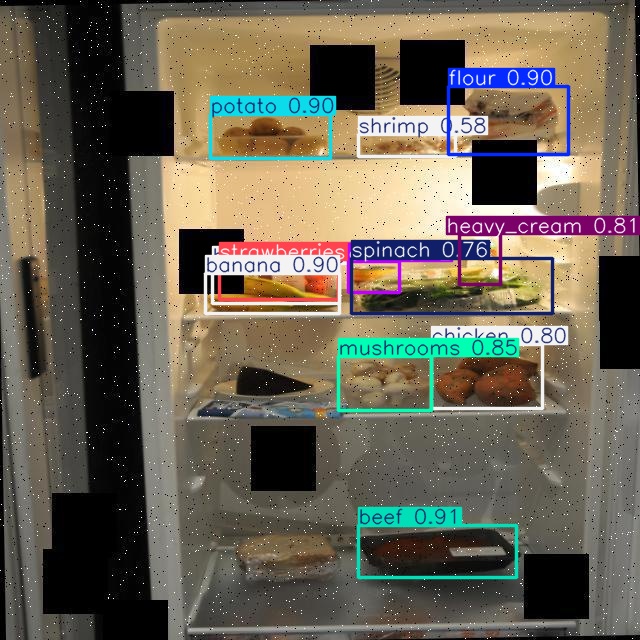 flour 0.90
potato 0.90
shrimp 0.58
heavy_cream 0.81
strawberries
spinach 0.76
banana 0.90
chicken 0.80
mushrooms 0.85
beef 0.91